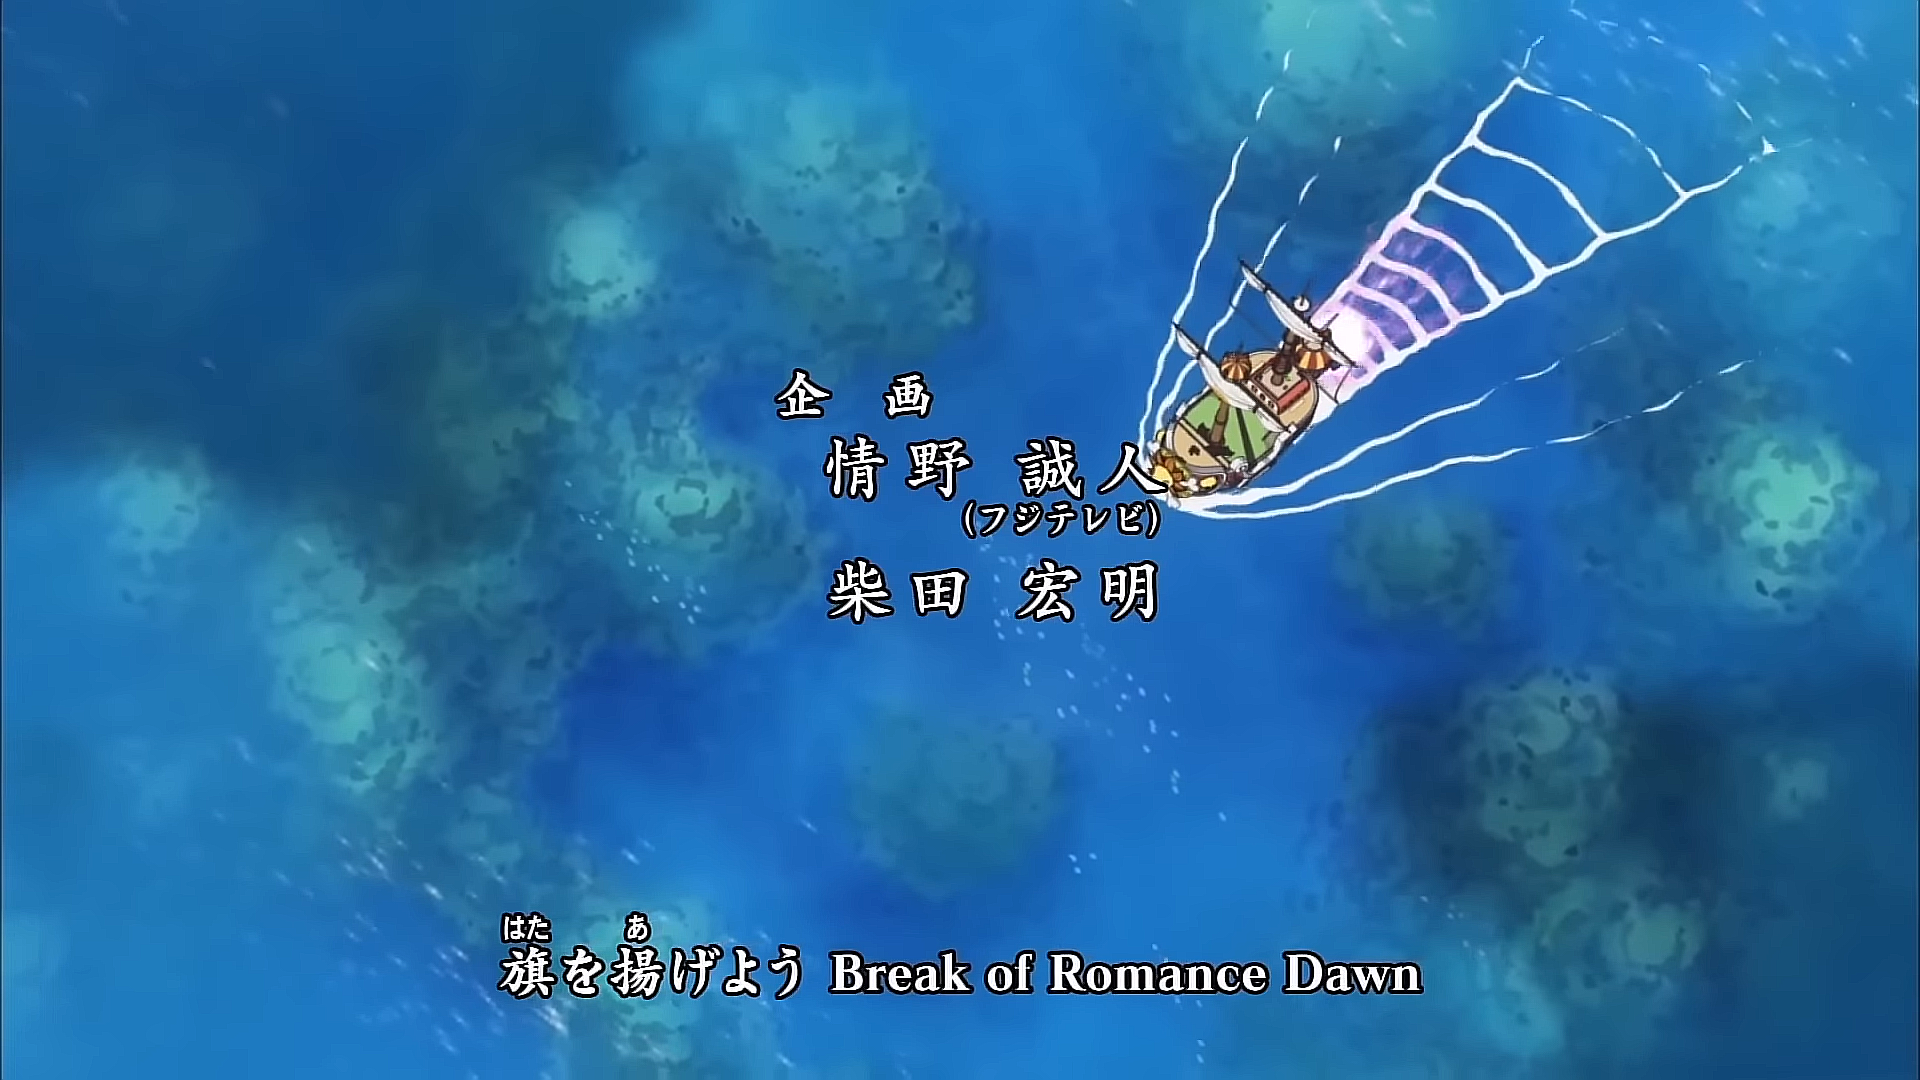 企 画
情野 誠人
(フジテレビ)
柴田 宏明
はた あ
旗を揚げよう Break of Romance Dawn